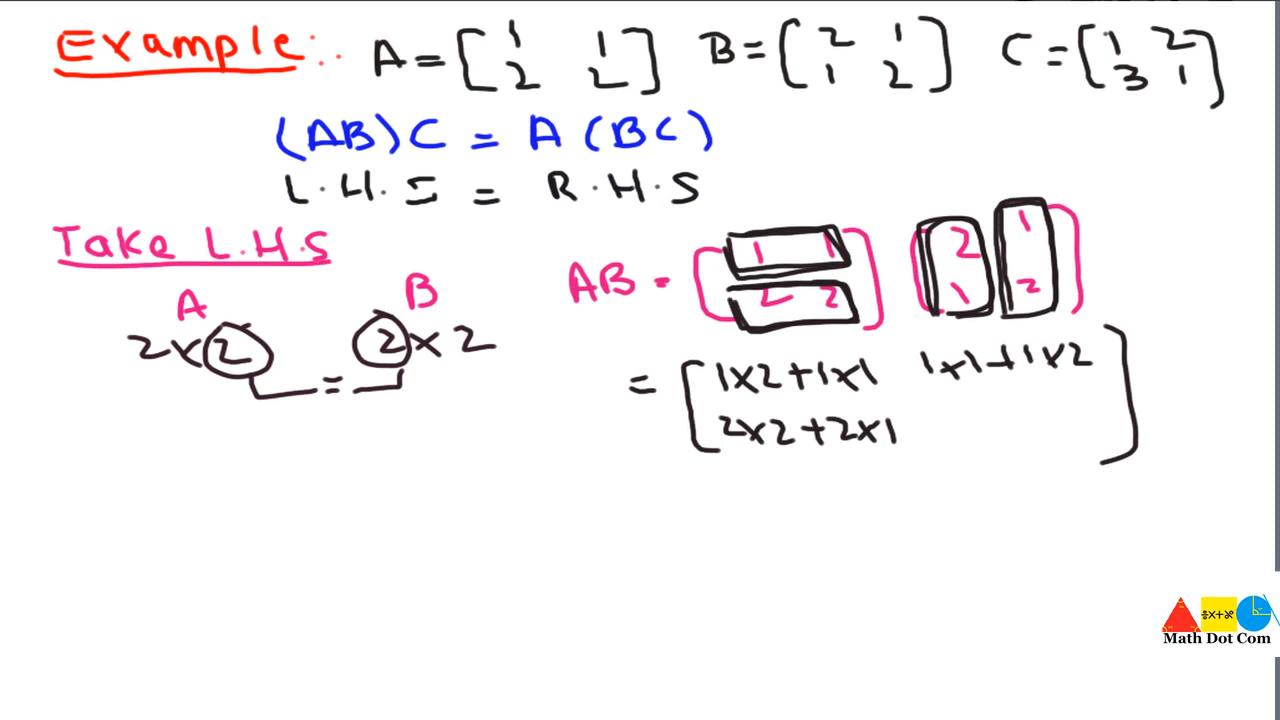 Example:- A = [ 1 1 B = [ 2 1 C = [ 1 2
2 2 ] 1 2 ] 3 1 ]
(AB)C = A(BC)
L.H.S = R.H.S
Take L.H.S
A B
2×2 = 2×2
AB = [ 1 1 [ 2 1
2 2 ] 1 2 ]
= [ 1×2+1×1 1×1+1×2
2×2+2×1 ]
Math Dot Com